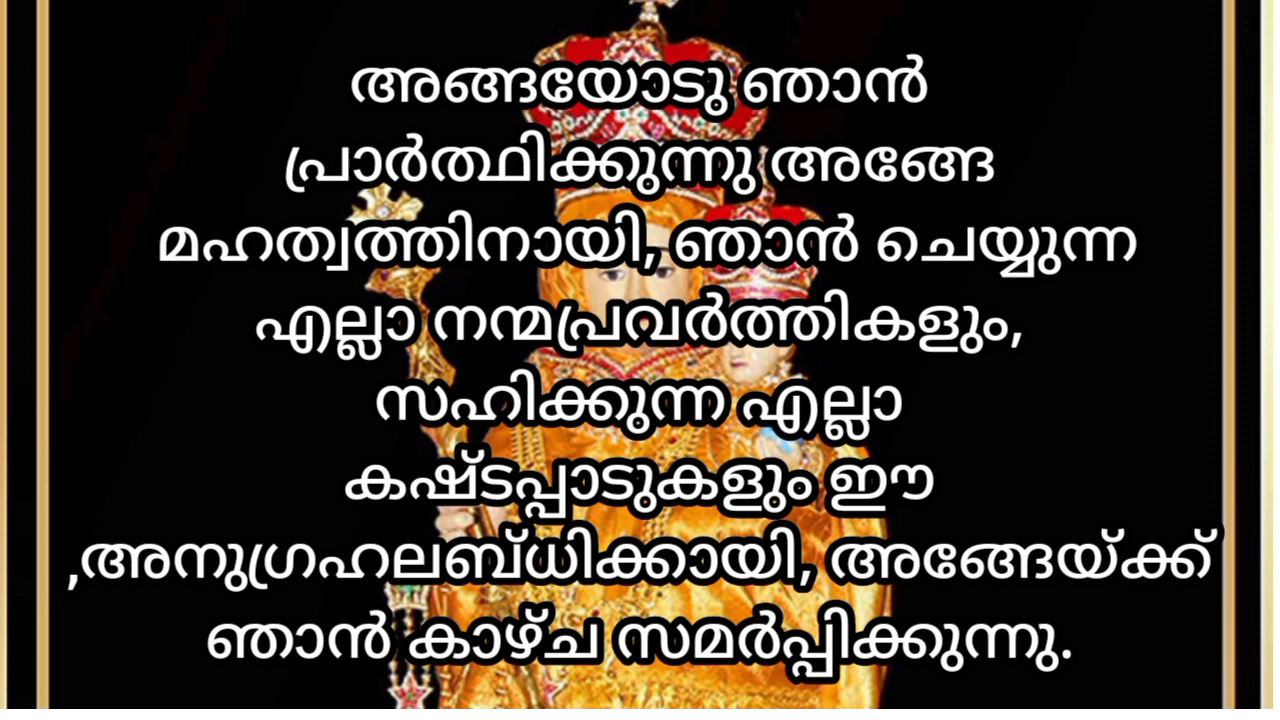 അങ്ങയോടു ഞാൻ
പ്രാർത്ഥിക്കുന്നു അങ്ങേ
മഹത്വത്തിനായി, ഞാൻ ചെയ്യുന്ന
എല്ലാ നന്മപ്രവർത്തികളും,
സഹിക്കുന്ന എല്ലാ
കഷ്ടപ്പാടുകളും ഈ
,അനുഗ്രഹലബ്ധിക്കായി, അങ്ങേയ്ക്ക്
ഞാൻ കാഴ്ച സമർപ്പിക്കുന്നു.